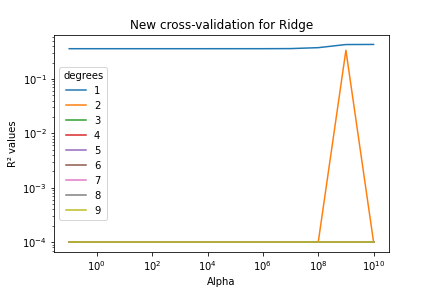 New cross-validation for Ridge
R² values
10⁻¹
10⁻²
10⁻³
10⁻⁴
degrees
1
2
3
4
5
6
7
8
9
10⁰ 10² 10⁴ 10⁶ 10⁸ 10¹⁰
Alpha